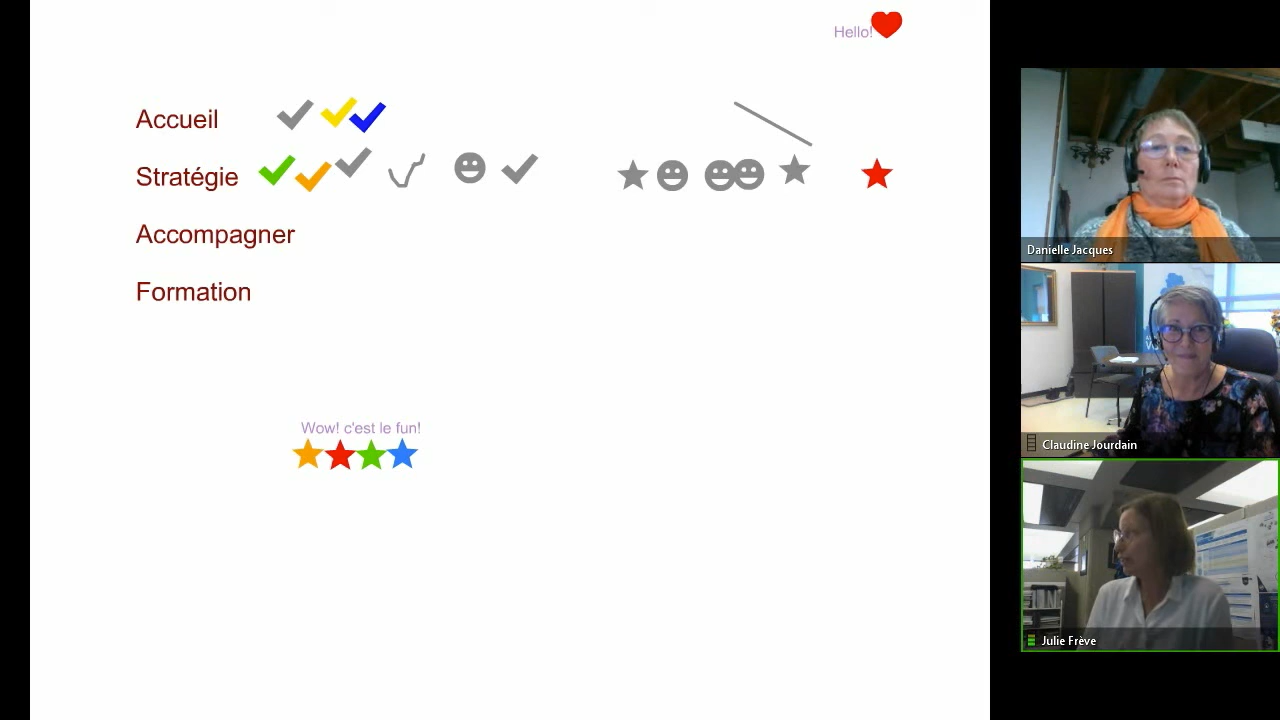 Hello!
Accueil
Stratégie
Accompagner
Formation
Wow! c'est le fun!
Danielle Jacques
Claudine Jourdain
Julie Frève